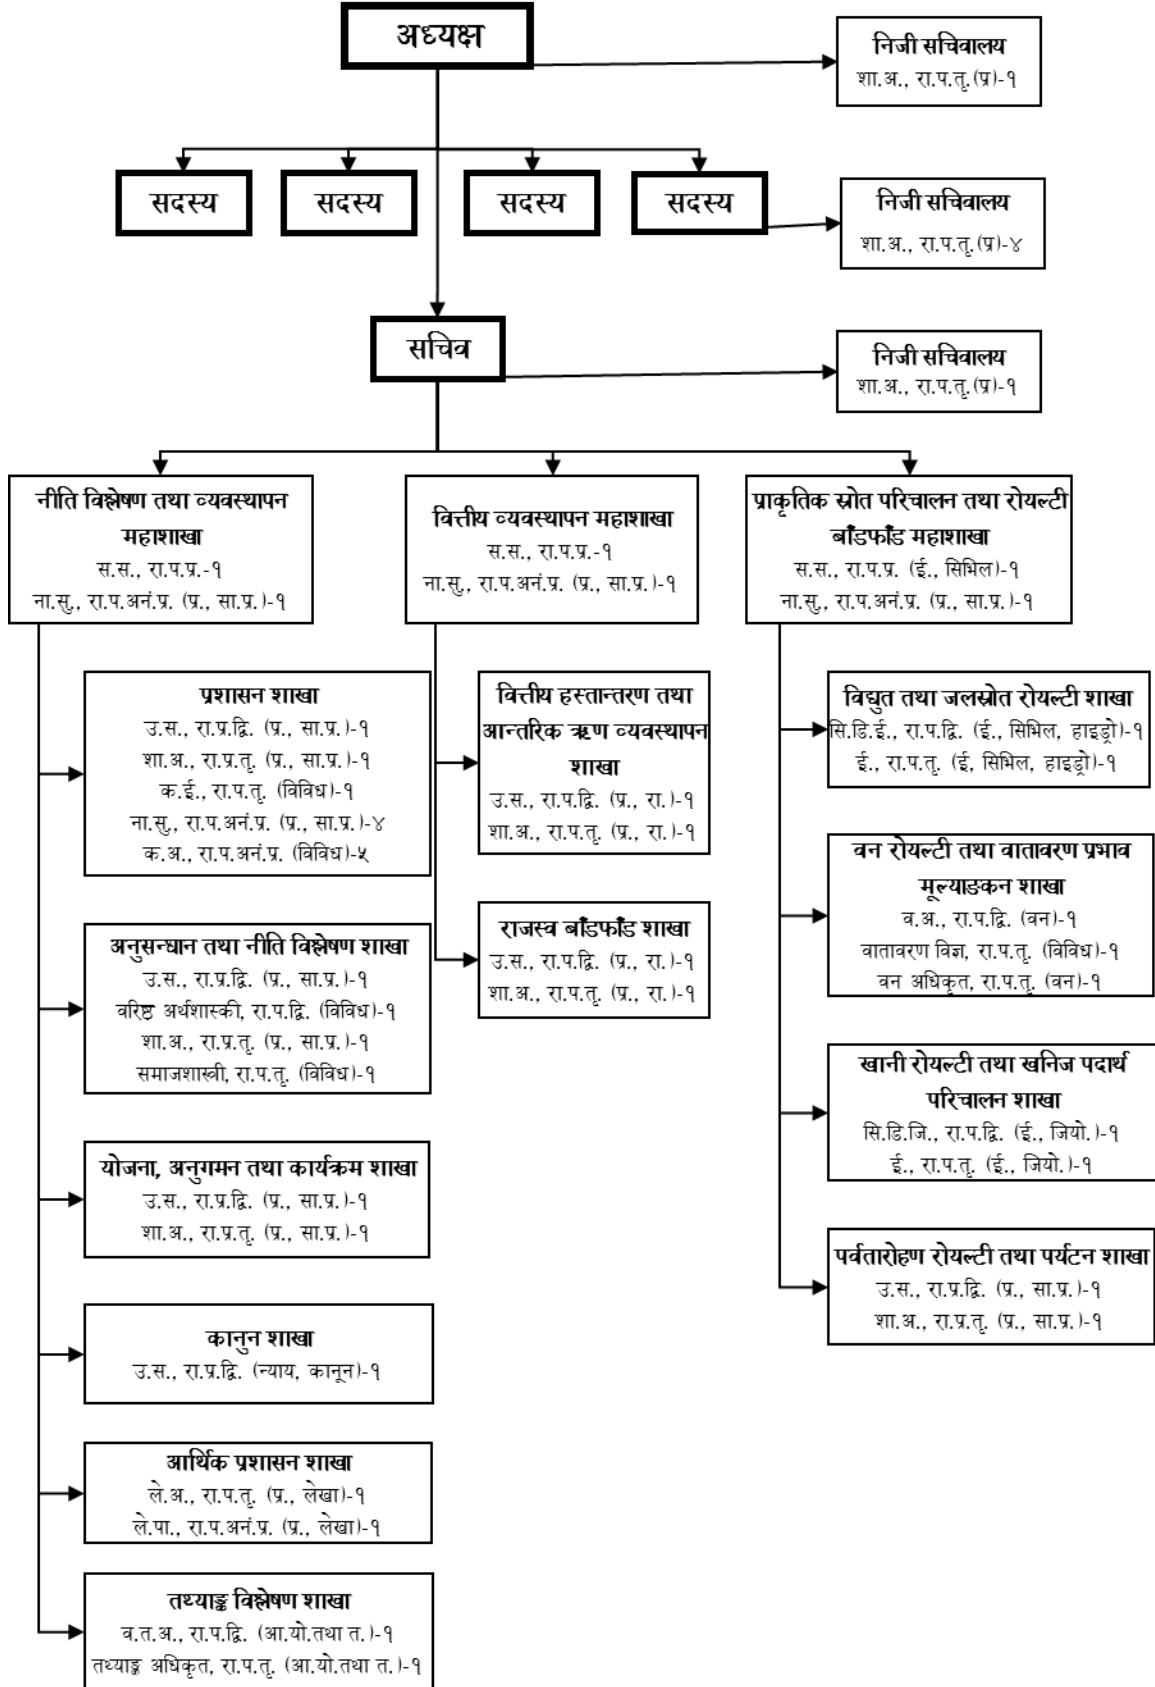 अध्यक्ष
निजी सचिवालय
शा.अ., रा.प.तृ.(प्र)-१
सदस्य
सदस्य
सदस्य
सदस्य
निजी सचिवालय
शा.अ., रा.प.तृ.(प्र)-४
सचिव
निजी सचिवालय
शा.अ., रा.प.तृ.(प्र)-१
नीति विश्लेषण तथा व्यवस्थापन
महाशाखा
स.स., रा.प.प्र.-१
ना.सु., रा.प.अनं.प्र. (प्र., सा.प्र.)-१
प्रशासन शाखा
उ.स., रा.प्र.द्वि. (प्र., सा.प्र.)-१
शा.अ., रा.प्र.तृ. (प्र., सा.प्र.)-१
क.ई., रा.प.तृ. (विविध)-१
ना.सु., रा.प.अनं.प्र. (प्र., सा.प्र.)-४
क.अ., रा.प.अनं.प्र. (विविध)-५
अनुसन्धान तथा नीति विश्लेषण शाखा
उ.स., रा.प्र.द्वि. (प्र., सा.प्र.)-१
वरिष्ठ अर्थशास्की, रा.प.द्वि. (विविध)-१
शा.अ., रा.प्र.तृ. (प्र., सा.प्र.)-१
समाजशास्त्री, रा.प.तृ. (विविध)-१
योजना, अनुगमन तथा कार्यक्रम शाखा
उ.स., रा.प्र.द्वि. (प्र., सा.प्र.)-१
शा.अ., रा.प्र.तृ. (प्र., सा.प्र.)-१
कानुन शाखा
उ.स., रा.प्र.द्वि. (न्याय, कानून)-१
आर्थिक प्रशासन शाखा
ले.अ., रा.प.तृ. (प्र., लेखा)-१
ले.पा., रा.प.अनं.प्र. (प्र., लेखा)-१
तथ्याङ्क विश्लेषण शाखा
व.त.अ., रा.प.द्वि. (आ.यो.तथा त.)-१
तथ्याङ्क अधिकृत, रा.प.तृ. (आ.यो.तथा त.)-१
वित्तीय व्यवस्थापन महाशाखा
स.स., रा.प.प्र.-१
ना.सु., रा.प.अनं.प्र. (प्र., सा.प्र.)-१
वित्तीय हस्तान्तरण तथा
आन्तरिक ऋण व्यवस्थापन
शाखा
उ.स., रा.प.द्वि. (प्र., रा.)-१
शा.अ., रा.प.तृ. (प्र., रा.)-१
राजस्व बाँडफाँड शाखा
उ.स., रा.प.द्वि. (प्र., रा.)-१
शा.अ., रा.प.तृ. (प्र., रा.)-१
प्राकृतिक स्रोत परिचालन तथा रोयल्टी
बाँडफाँड महाशाखा
स.स., रा.प.प्र. (ई., सिभिल)-१
ना.सु., रा.प.अनं.प्र. (प्र., सा.प्र.)-१
विद्युत तथा जलस्रोत रोयल्टी शाखा
सि.डि.ई., रा.प.द्वि. (ई., सिभिल, हाइड्रो)-१
ई., रा.प.तृ. (ई, सिभिल, हाइड्रो)-१
वन रोयल्टी तथा वातावरण प्रभाव
मूल्याङकन शाखा
व.अ., रा.प.द्वि. (वन)-१
वातावरण विज्ञ, रा.प.तृ. (विविध)-१
वन अधिकृत, रा.प.तृ. (वन)-१
खानी रोयल्टी तथा खनिज पदार्थ
परिचालन शाखा
सि.डि.जि., रा.प.द्वि. (ई., जियो.)-१
ई., रा.प.तृ. (ई., जियो.)-१
पर्वतारोहण रोयल्टी तथा पर्यटन शाखा
उ.स., रा.प्र.द्वि. (प्र., सा.प्र.)-१
शा.अ., रा.प्र.तृ. (प्र., सा.प्र.)-१